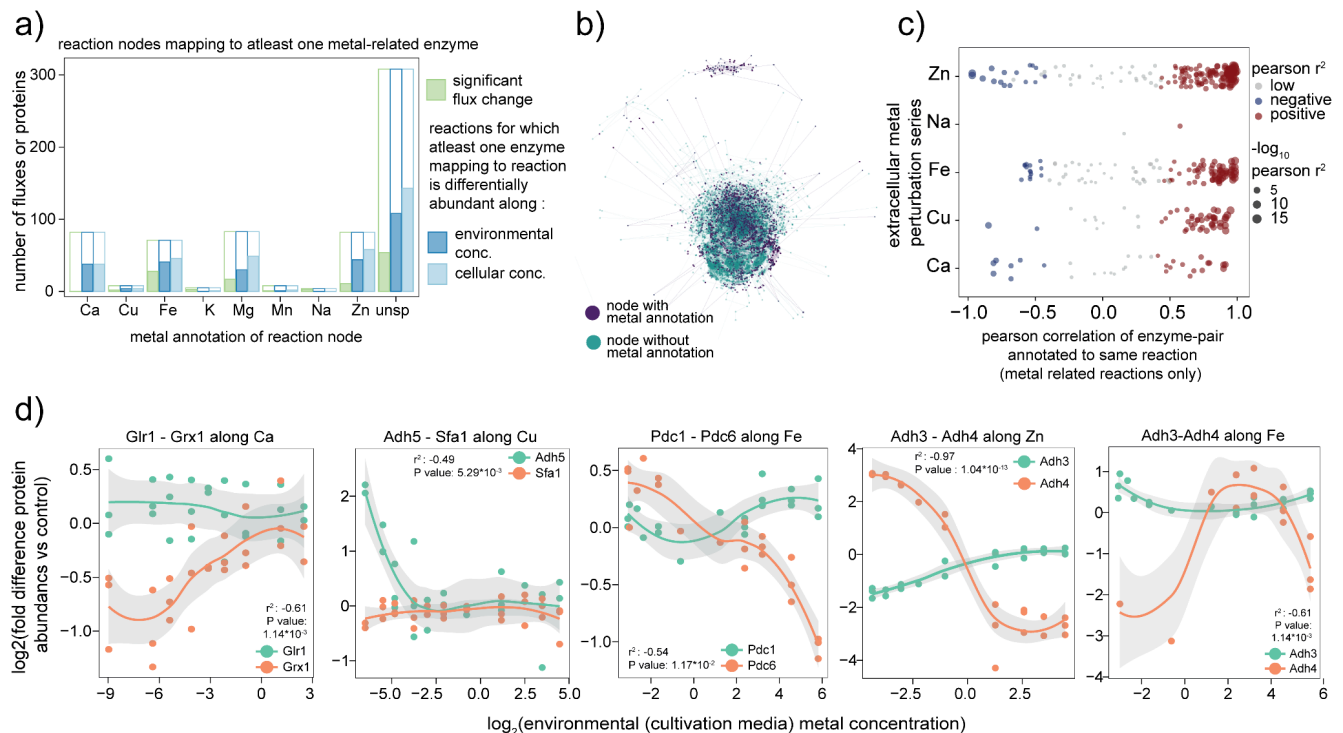 a)
reaction nodes mapping to atleast one metal-related enzyme
number of fluxes or proteins
300
200
100
0
Ca
Cu
Fe
K
Mg
Mn
Na
Zn
unsp
metal annotation of reaction node
significant
flux change
reactions for which
atleast one enzyme
mapping to reaction
is differentially
abundant along :
environmental
conc.
cellular conc.
b)
node with
metal annotation
node without
metal annotation
c)
extracellular metal
perturbation series
Zn
Na
Fe
Cu
Ca
−1.0
−0.5
0.0
0.5
1.0
pearson correlation of enzyme-pair
annotated to same reaction
(metal related reactions only)
pearson r²
low
negative
positive
-log₁₀
pearson r²
5
10
15
d)
log2(fold difference protein
abundancs vs control)
Glr1 - Grx1 along Ca
0.5
0.0
−0.5
−1.0
−9
−6
−3
0
3
r²: -0.61
P value:
1.14*10⁻³
Glr1
Grx1
Adh5 - Sfa1 along Cu
r²: -0.49
P value: 5.29*10⁻³
Adh5
Sfa1
2
1
0
−1
−5.0
−2.5
0.0
2.5
5.0
Pdc1 - Pdc6 along Fe
0.5
0.0
−0.5
−1.0
r²: -0.54
P value: 1.17*10⁻²
Pdc1
Pdc6
−2
0
2
4
6
Adh3 - Adh4 along Zn
r²: -0.97
P value : 1.04*10⁻¹³
Adh3
Adh4
4
2
0
−2
−4
−2.5
0.0
2.5
Adh3-Adh4 along Fe
4
3
2
1
0
−1
−2
−3
−4
r²: -0.61
P value:
1.14*10⁻³
Adh3
Adh4
−2
0
2
4
6
log₂(environmental (cultivation media) metal concentration)